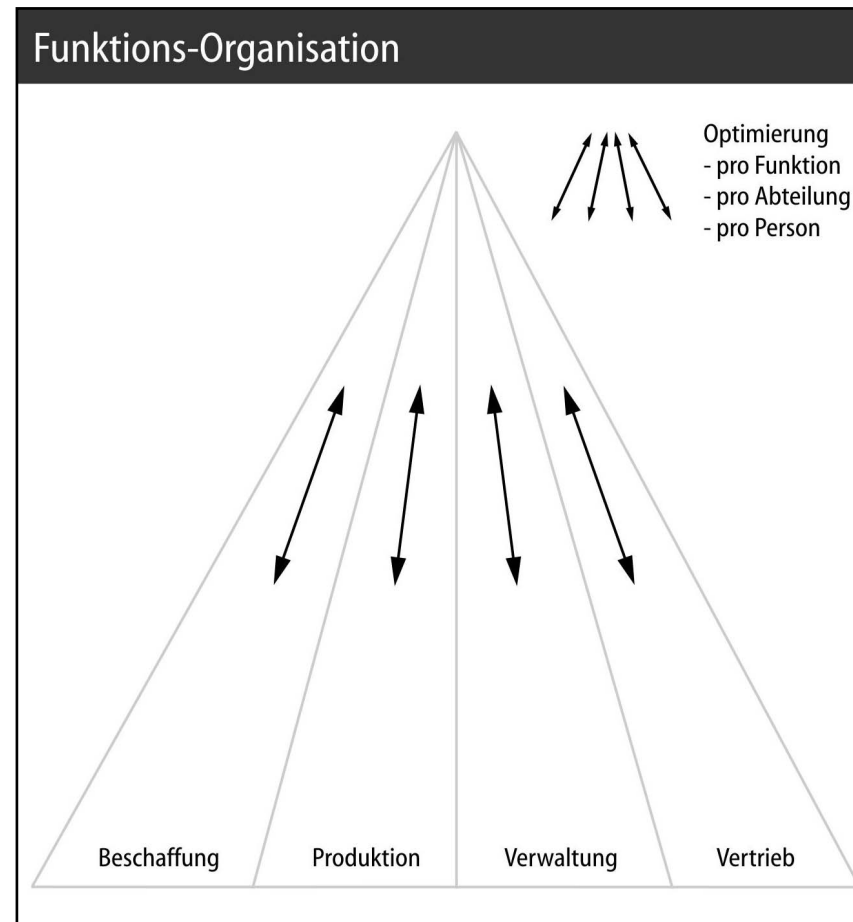 Funktions-Organisation
Optimierung
- pro Funktion
- pro Abteilung
- pro Person
Beschaffung Produktion Verwaltung Vertrieb